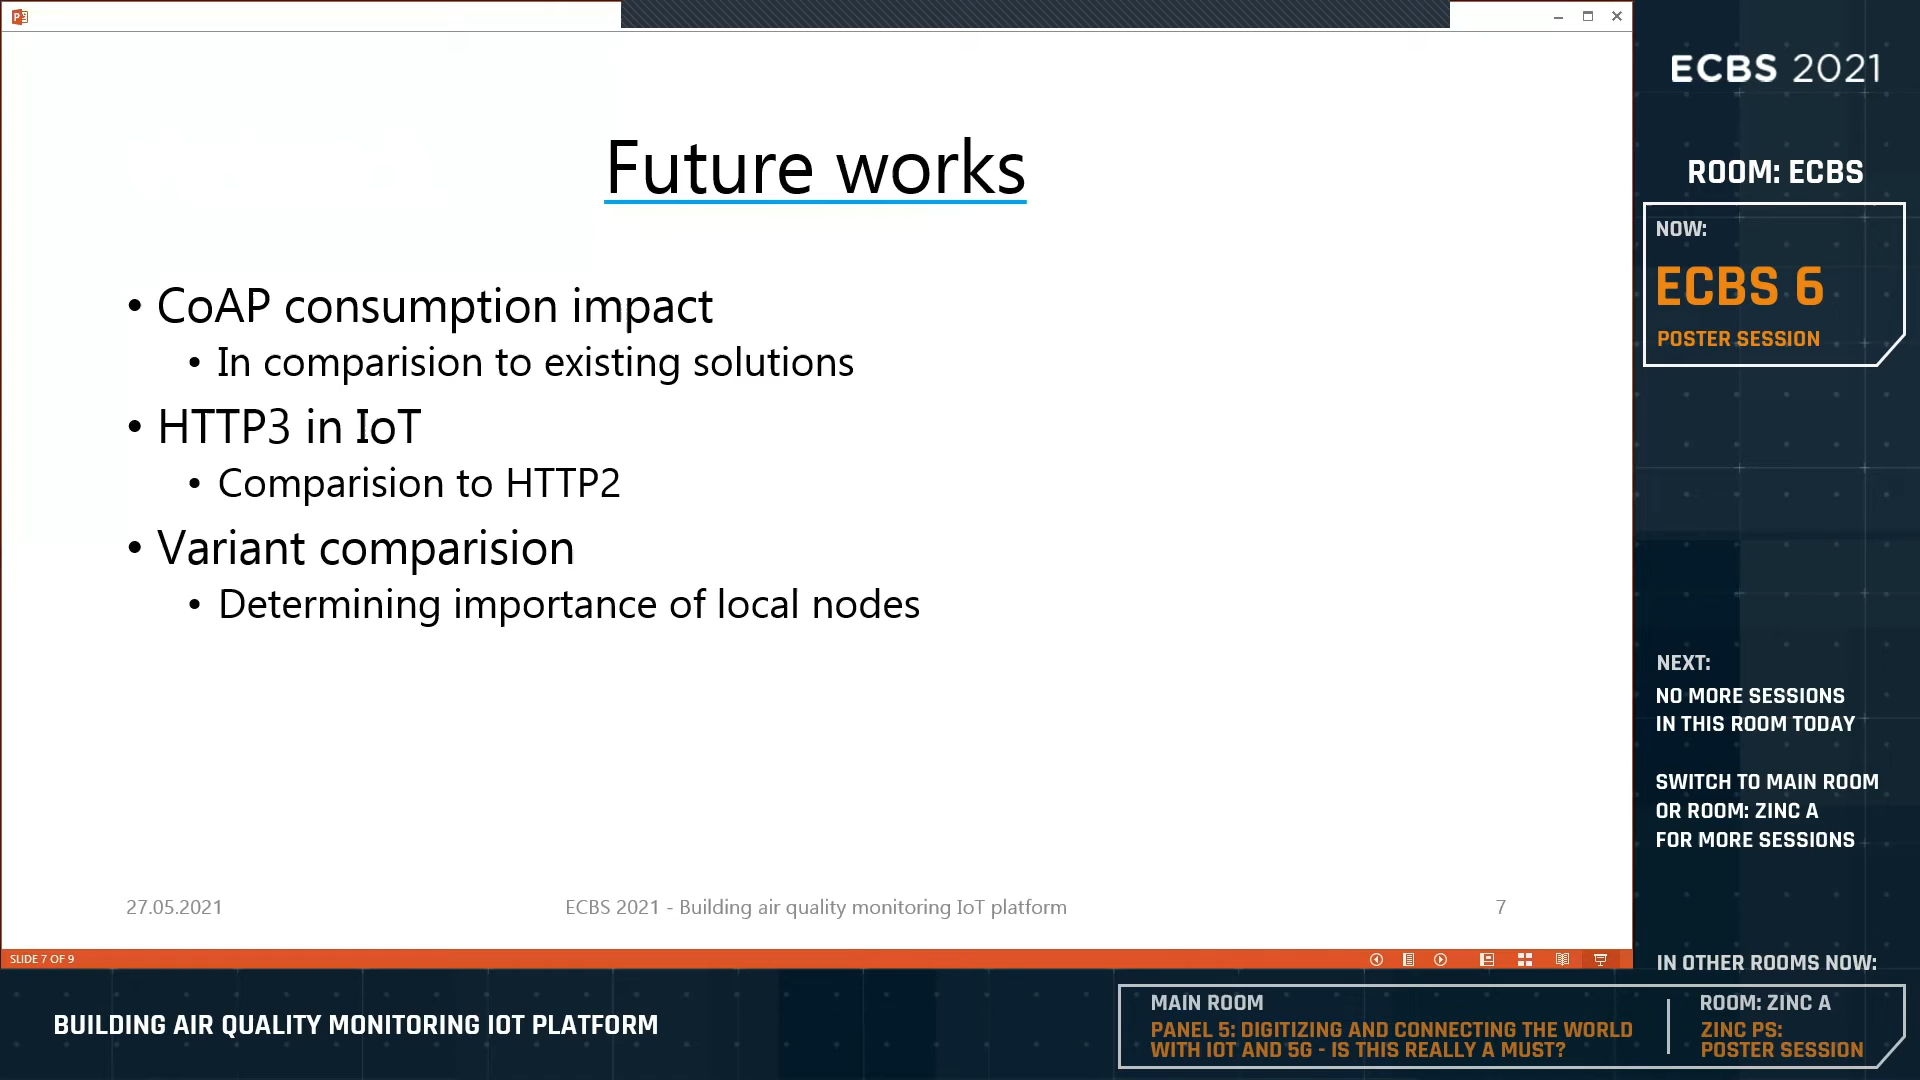 ECBS 2021
ROOM: ECBS
NOW:
ECBS 6
POSTER SESSION
Future works
• CoAP consumption impact
• In comparision to existing solutions
• HTTP3 in IoT
• Comparision to HTTP2
• Variant comparision
• Determining importance of local nodes
27.05.2021
ECBS 2021 - Building air quality monitoring IoT platform
7
SLIDE 7 OF 9
NEXT:
NO MORE SESSIONS
IN THIS ROOM TODAY
SWITCH TO MAIN ROOM
OR ROOM: ZINC A
FOR MORE SESSIONS
IN OTHER ROOMS NOW:
BUILDING AIR QUALITY MONITORING IOT PLATFORM
MAIN ROOM
PANEL 5: DIGITIZING AND CONNECTING THE WORLD
WITH IOT AND 5G - IS THIS REALLY A MUST?
ROOM: ZINC A
ZINC PS:
POSTER SESSION